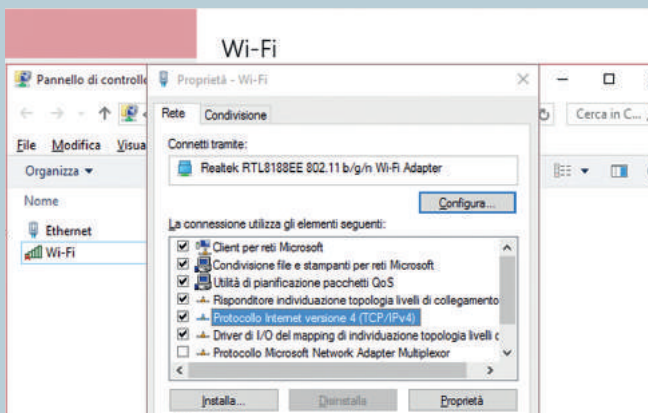 Wi-Fi
Pannello di controllo
Proprietà - Wi-Fi
Cerca in C...
Rete
Condivisione
File Modifica Visua
Connetti tramite:
Organizza
Realtek RTL8188EE 802.11 b/g/n Wi-Fi Adapter
Nome
Configura...
La connessione utilizza gli elementi seguenti:
Ethernet
Wi-Fi
Client per reti Microsoft
Condivisione file e stampanti per reti Microsoft
Utilità di pianificazione pacchetti QoS
Risponditore individuazione topologia livelli di collegamento
Protocollo Internet versione 4 (TCP/IPv4)
Driver di I/O del mapping di individuazione topologia livelli c
Protocollo Microsoft Network Adapter Multiplexor
Installa...
Disinstalla
Proprietà